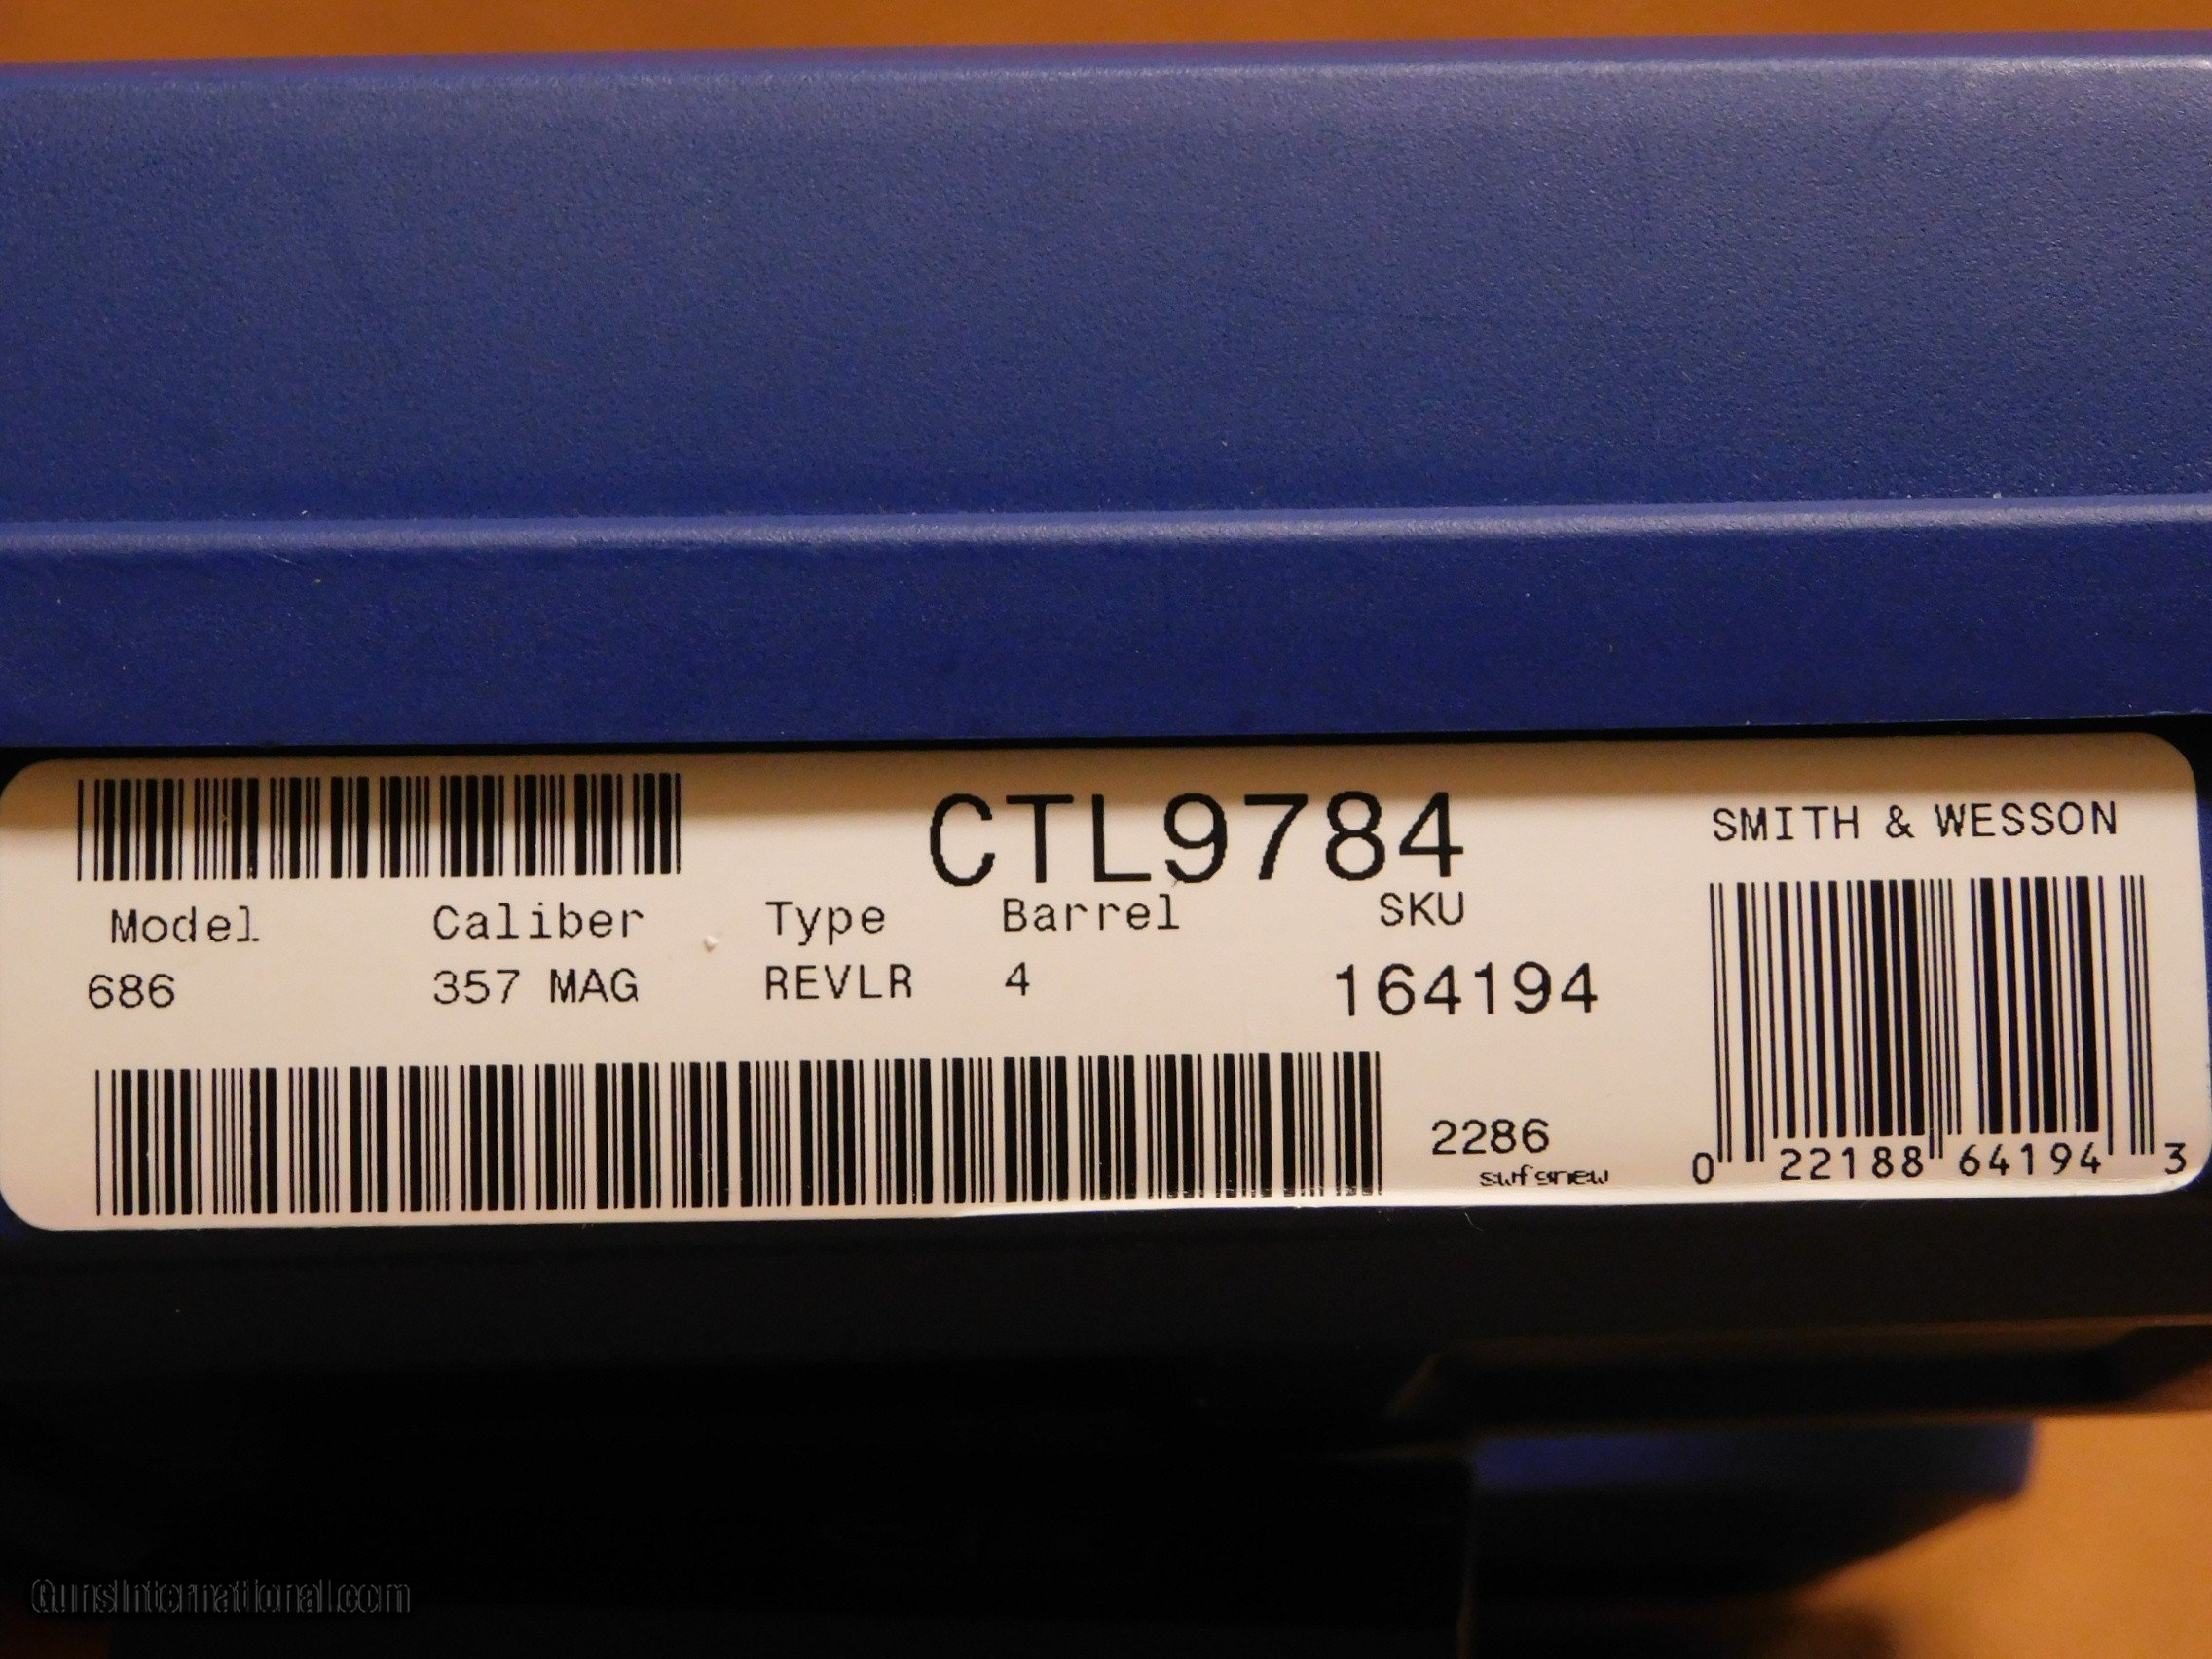 CTL9784
SMITH & WESSON
Model Caliber Type Barrel SKU
686 357 MAG REVLR 4 164194
2286
swfsnew
0 22188 64194 3
GunsInternational.com